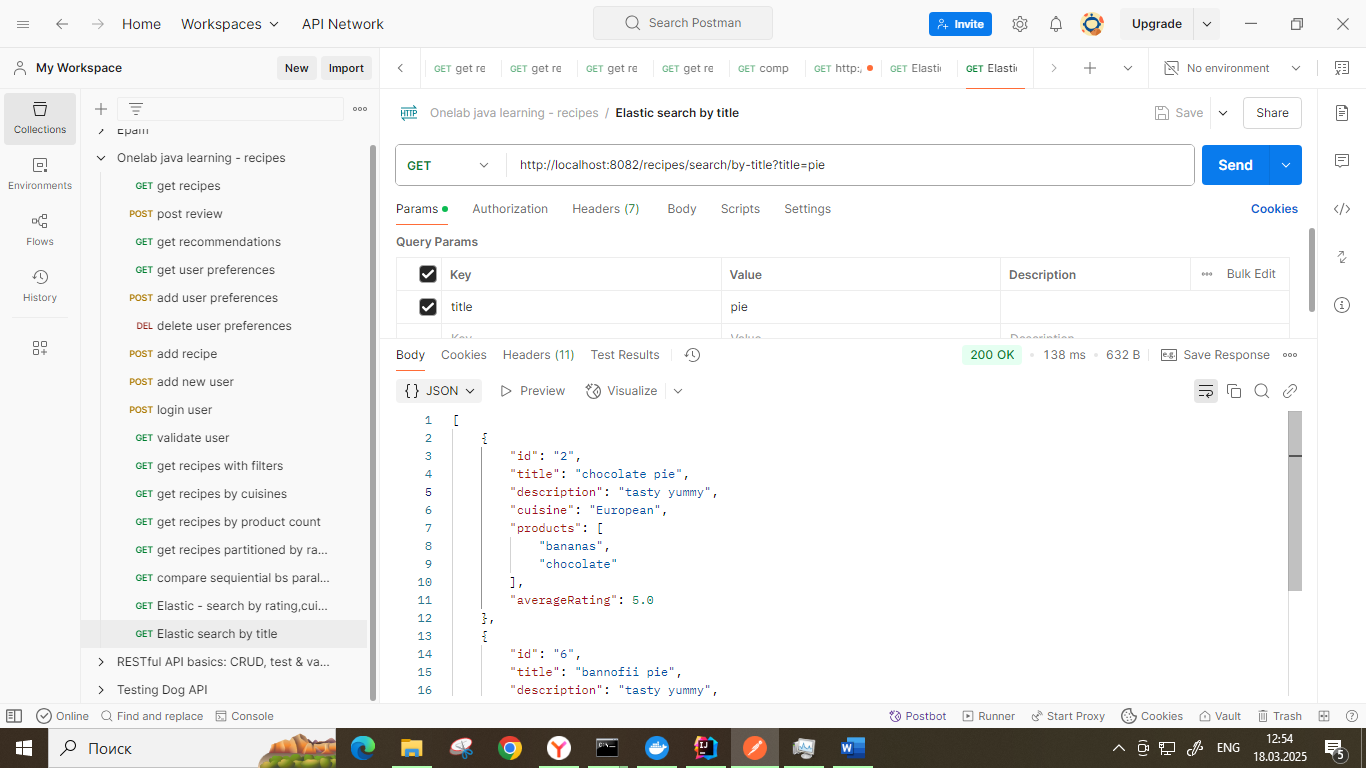 Home Workspaces API Network Search Postman Invite Upgrade
My Workspace New Import
GET get re GET get re GET get re GET get re GET comp GET http:, GET Elastic GET Elastic No environment
Collections
Environments
Flows
History
Epam
Onelab java learning - recipes
GET get recipes
POST post review
GET get recommendations
GET get user preferences
POST add user preferences
DEL delete user preferences
POST add recipe
POST add new user
POST login user
GET validate user
GET get recipes with filters
GET get recipes by cuisines
GET get recipes by product count
GET get recipes partitioned by ra...
GET compare sequiential bs paral...
GET Elastic - search by rating,cui...
GET Elastic search by title
RESTful API basics: CRUD, test & va...
Testing Dog API
HTTP Onelab java learning - recipes / Elastic search by title Save Share
GET http://localhost:8082/recipes/search/by-title?title=pie Send
Params Authorization Headers (7) Body Scripts Settings Cookies
Query Params
Key Value Description Bulk Edit
title pie
Key Value Description
Body Cookies Headers (11) Test Results 200 OK 138 ms 632 B e.g. Save Response
{} JSON Preview Visualize
1 [
2 {
3 "id": "2",
4 "title": "chocolate pie",
5 "description": "tasty yummy",
6 "cuisine": "European",
7 "products": [
8 "bananas",
9 "chocolate"
10 ],
11 "averageRating": 5.0
12 },
13 {
14 "id": "6",
15 "title": "bannofii pie",
16 "description": "tasty yummy",
Online Find and replace Console Postbot Runner Start Proxy Cookies Vault Trash
Поиск ENG 12:54
18.03.2025 5